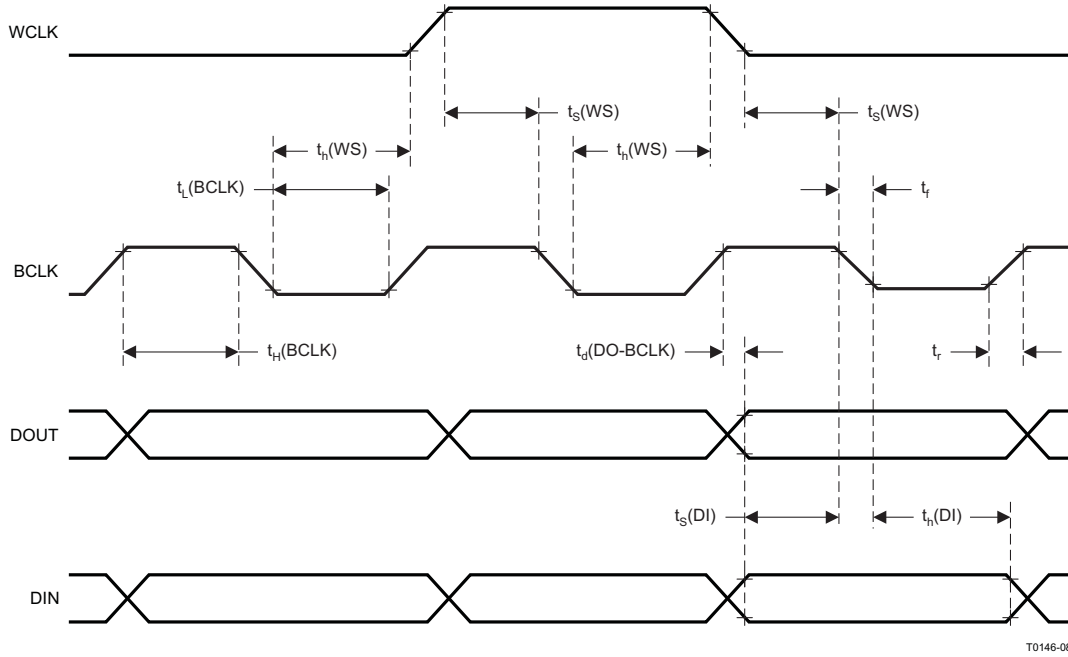 WCLK
tS(WS) tS(WS)
th(WS) th(WS)
tL(BCLK) tf
BCLK
tH(BCLK) td(DO-BCLK) tr
DOUT
tS(DI) th(DI)
DIN
T0146-08